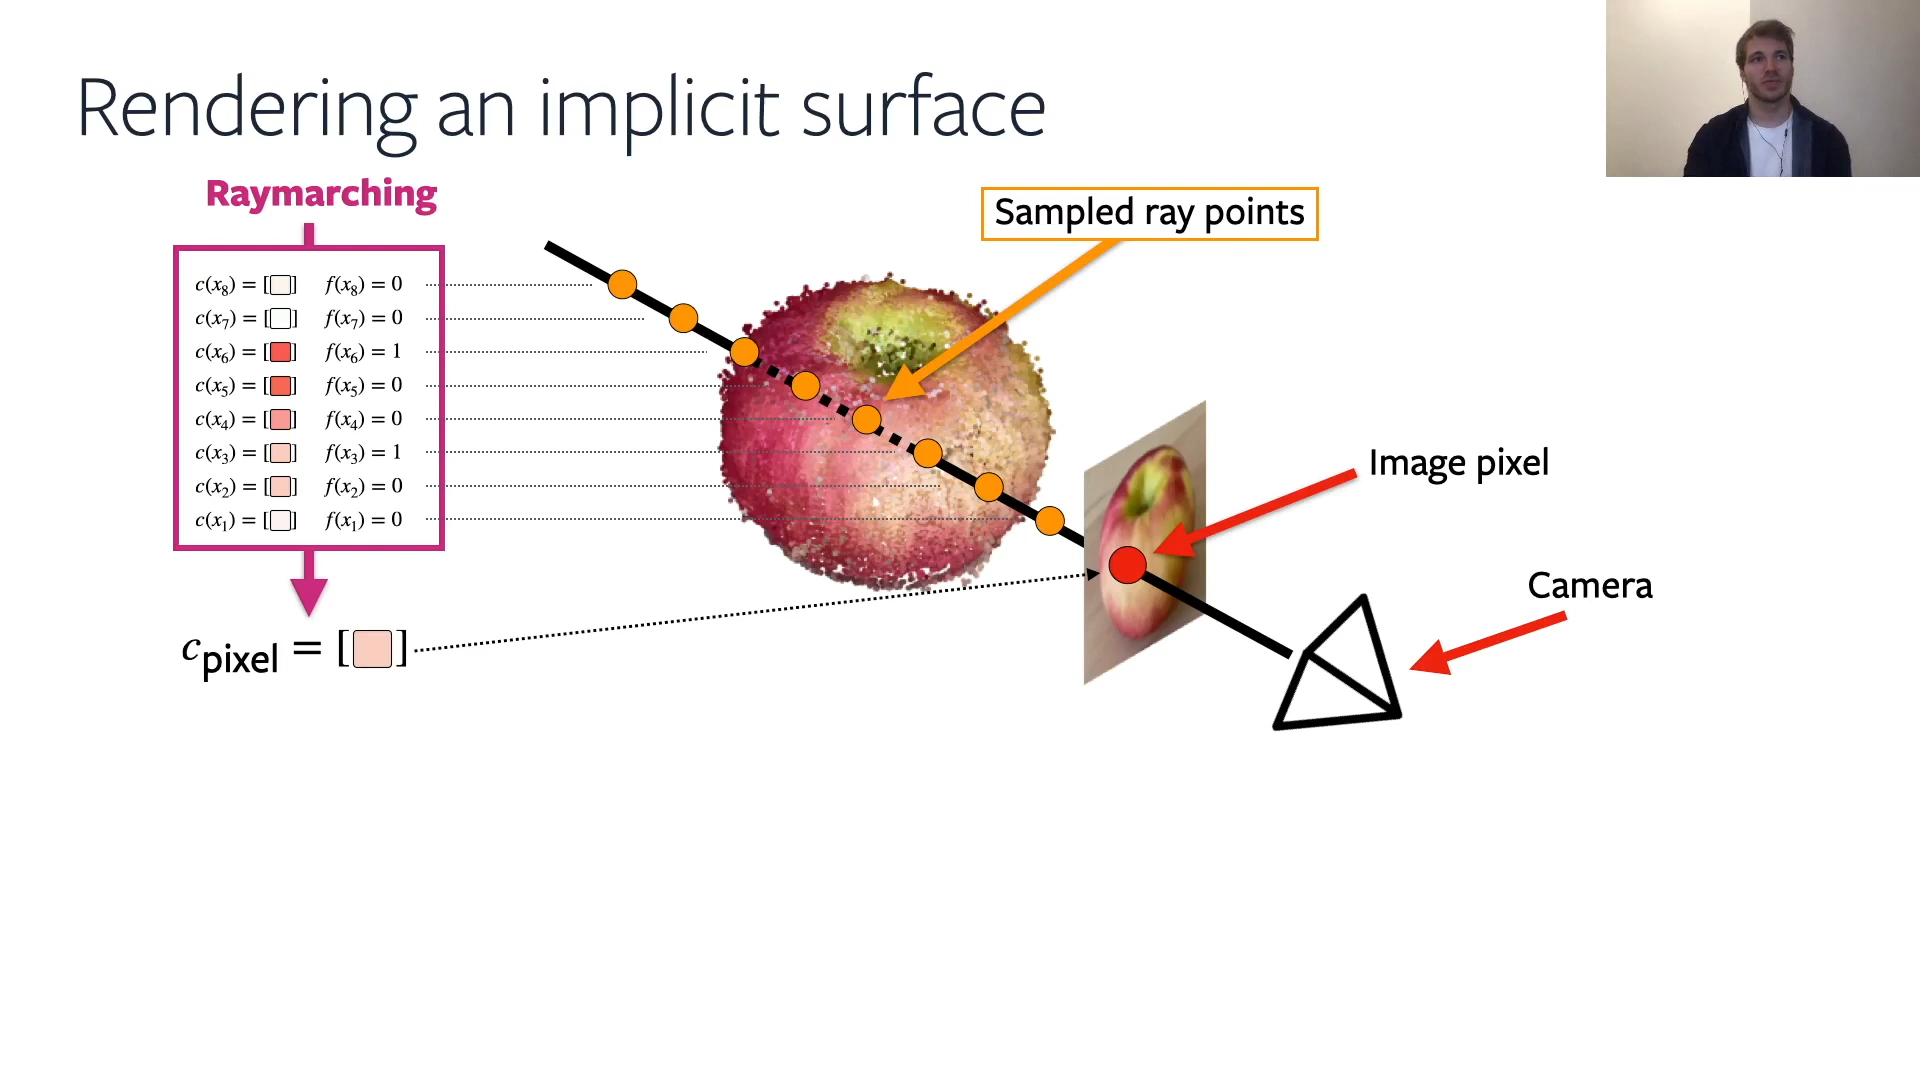 Rendering an implicit surface
Raymarching
Sampled ray points
c(x₈) = [ ] f(x₈) = 0
c(x₇) = [ ] f(x₇) = 0
c(x₆) = [ ] f(x₆) = 1
c(x₅) = [ ] f(x₅) = 0
c(x₄) = [ ] f(x₄) = 0
c(x₃) = [ ] f(x₃) = 1
c(x₂) = [ ] f(x₂) = 0
c(x₁) = [ ] f(x₁) = 0
Image pixel
Camera
c_pixel = [ ]